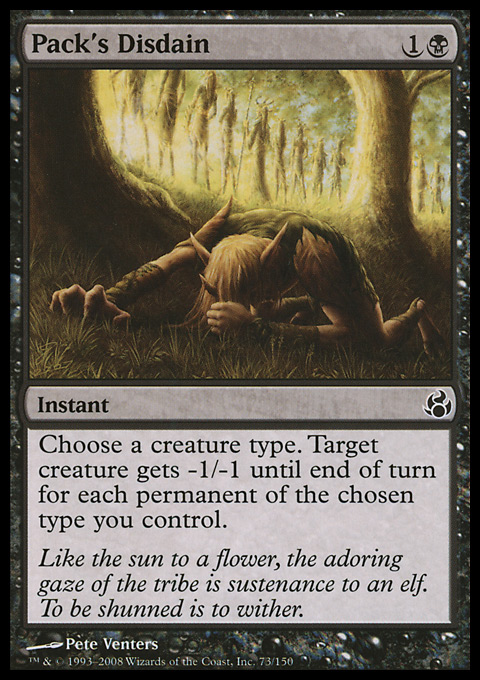 Pack's Disdain 1
Instant
Choose a creature type. Target
creature gets -1/-1 until end of turn
for each permanent of the chosen
type you control.
Like the sun to a flower, the adoring
gaze of the tribe is sustenance to an elf.
To be shunned is to wither.
Pete Venters
™ & © 1993–2008 Wizards of the Coast, Inc. 73/150